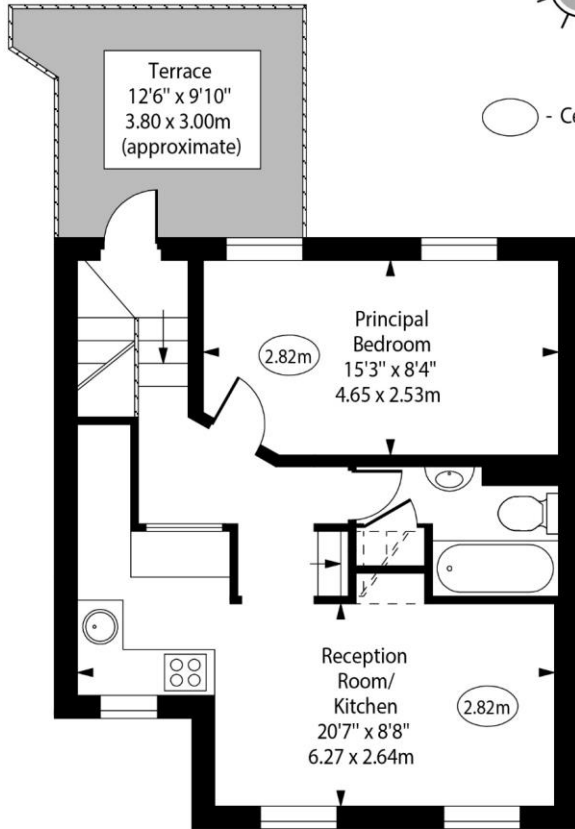 Terrace
12'6" x 9'10"
3.80 x 3.00m
(approximate)
- Ce
Principal
Bedroom
15'3" x 8'4"
4.65 x 2.53m
2.82m
Reception
Room/
Kitchen
20'7" x 8'8"
6.27 x 2.64m
2.82m